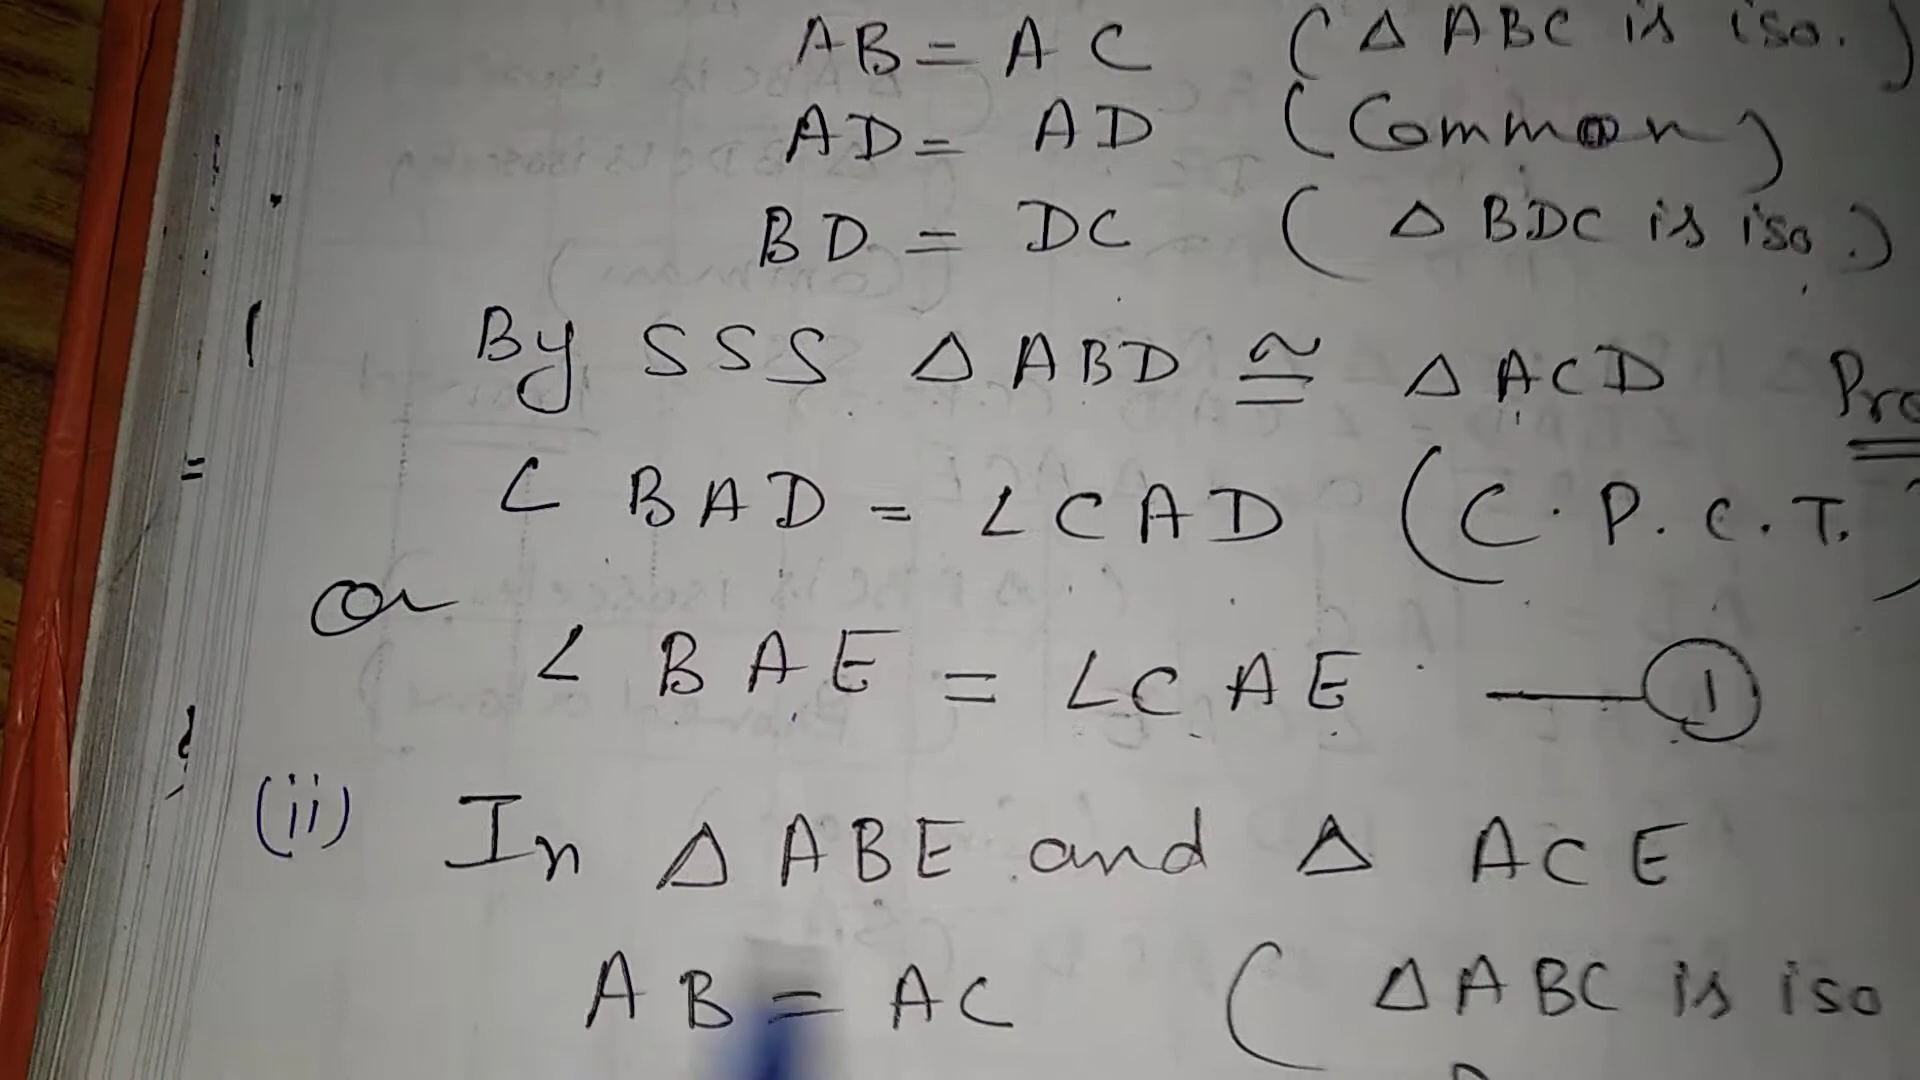 AB = AC (△ ABC is iso.)
AD = AD (Common)
BD = DC (△ BDC is iso.)
By SSS △ ABD ≅ △ ACD
∠ BAD = ∠CAD (C.P.C.T.)
or
∠ BAE = ∠CAE — 1
(ii) In △ ABE and △ ACE
AB = AC (△ABC is iso